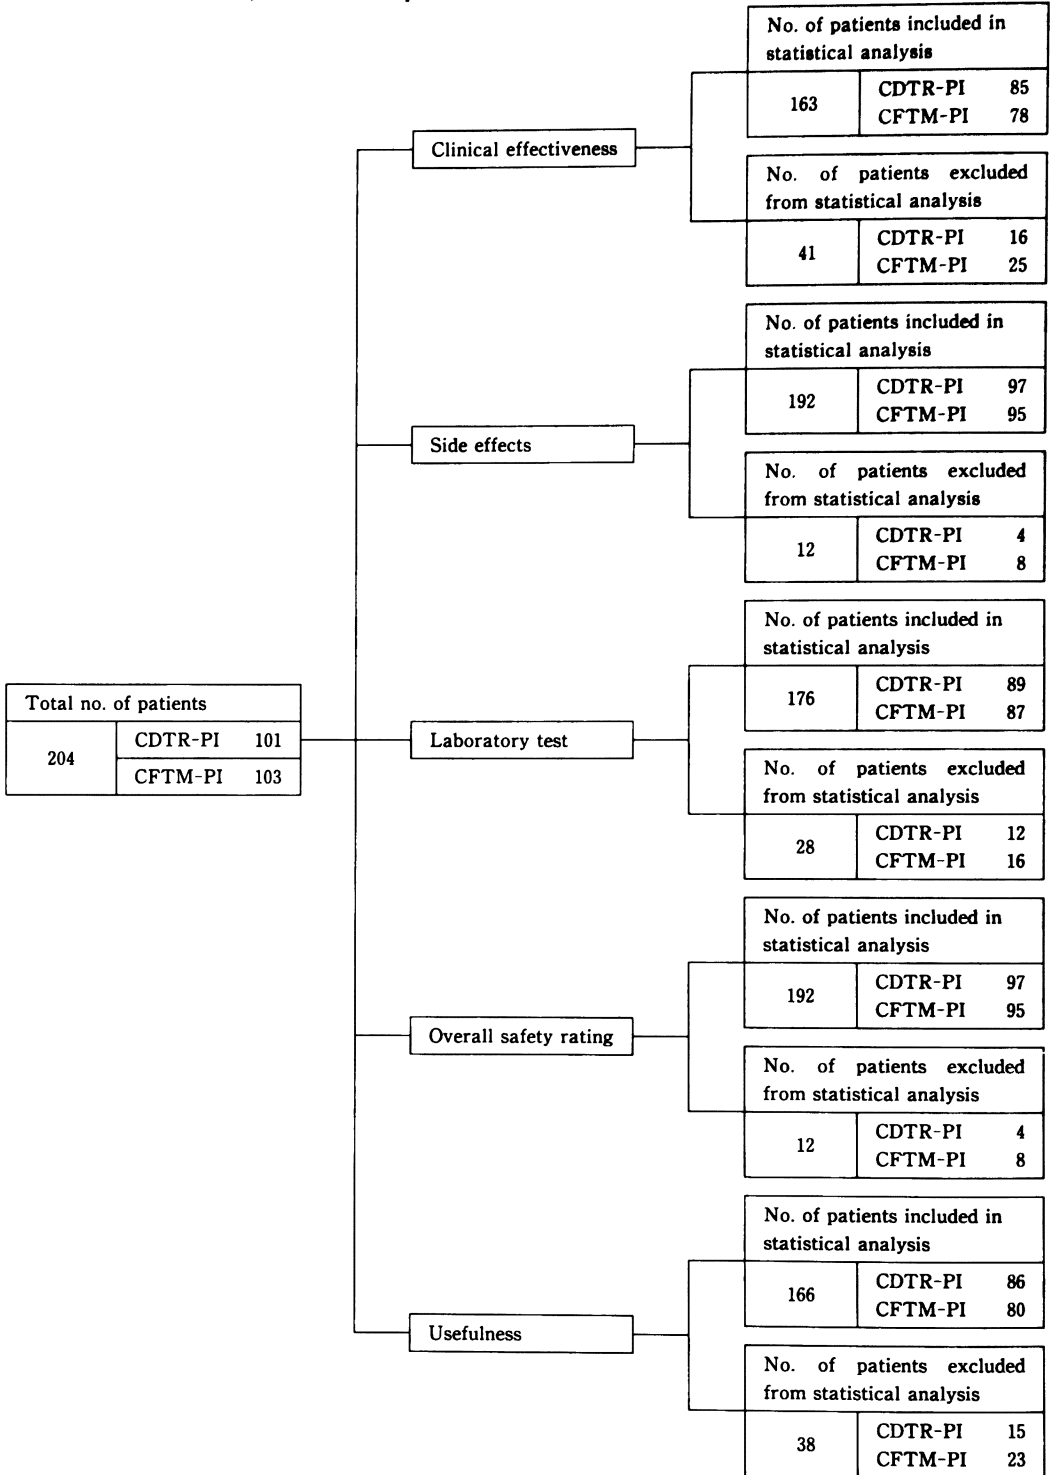 No. of patients included in
statistical analysis
163
CDTR-PI 85
CFTM-PI 78
Clinical effectiveness
No. of patients excluded
from statistical analysis
41
CDTR-PI 16
CFTM-PI 25
No. of patients included in
statistical analysis
192
CDTR-PI 97
CFTM-PI 95
Side effects
No. of patients excluded
from statistical analysis
12
CDTR-PI 4
CFTM-PI 8
Total no. of patients
204
CDTR-PI 101
CFTM-PI 103
No. of patients included in
statistical analysis
176
CDTR-PI 89
CFTM-PI 87
Laboratory test
No. of patients excluded
from statistical analysis
28
CDTR-PI 12
CFTM-PI 16
No. of patients included in
statistical analysis
192
CDTR-PI 97
CFTM-PI 95
Overall safety rating
No. of patients excluded
from statistical analysis
12
CDTR-PI 4
CFTM-PI 8
No. of patients included in
statistical analysis
166
CDTR-PI 86
CFTM-PI 80
Usefulness
No. of patients excluded
from statistical analysis
38
CDTR-PI 15
CFTM-PI 23